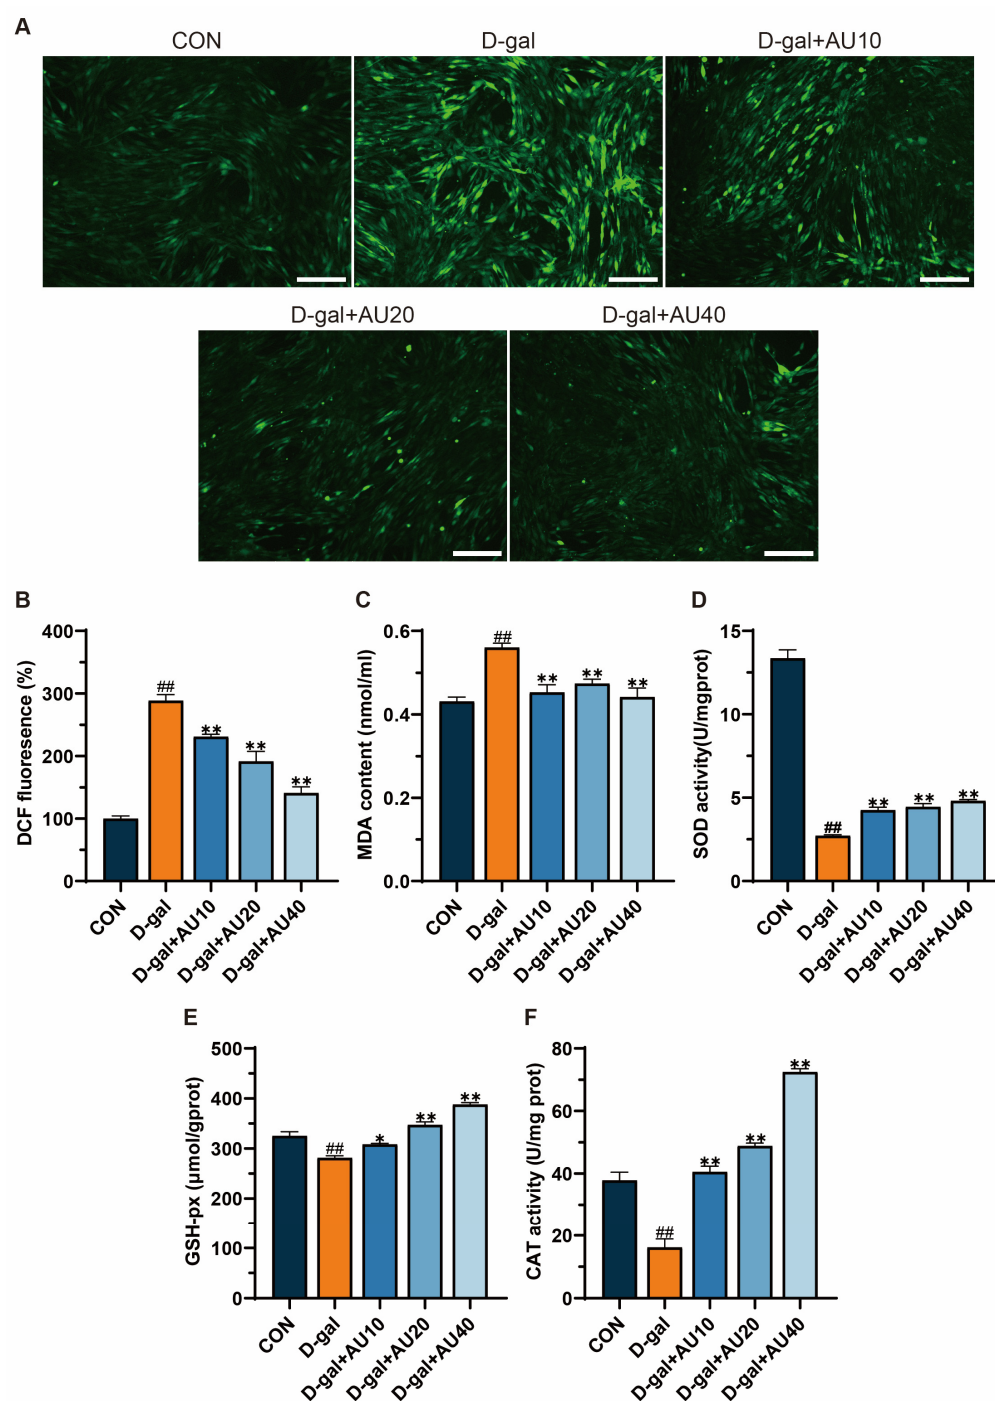 A
CON
D-gal
D-gal+AU10
D-gal+AU20
D-gal+AU40
B
DCF fluoresence (%)
400
300
200
100
0
##
**
**
**
CON
D-gal
D-gal+AU10
D-gal+AU20
D-gal+AU40
C
MDA content (nmol/ml)
0.6
0.4
0.2
0.0
##
**
**
**
CON
D-gal
D-gal+AU10
D-gal+AU20
D-gal+AU40
D
SOD activity(U/mgprot)
15
10
5
0
##
**
**
**
CON
D-gal
D-gal+AU10
D-gal+AU20
D-gal+AU40
E
GSH-px (μmol/gprot)
500
400
300
200
100
0
##
*
**
**
CON
D-gal
D-gal+AU10
D-gal+AU20
D-gal+AU40
F
CAT activity (U/mg prot)
80
60
40
20
0
##
**
**
**
CON
D-gal
D-gal+AU10
D-gal+AU20
D-gal+AU40